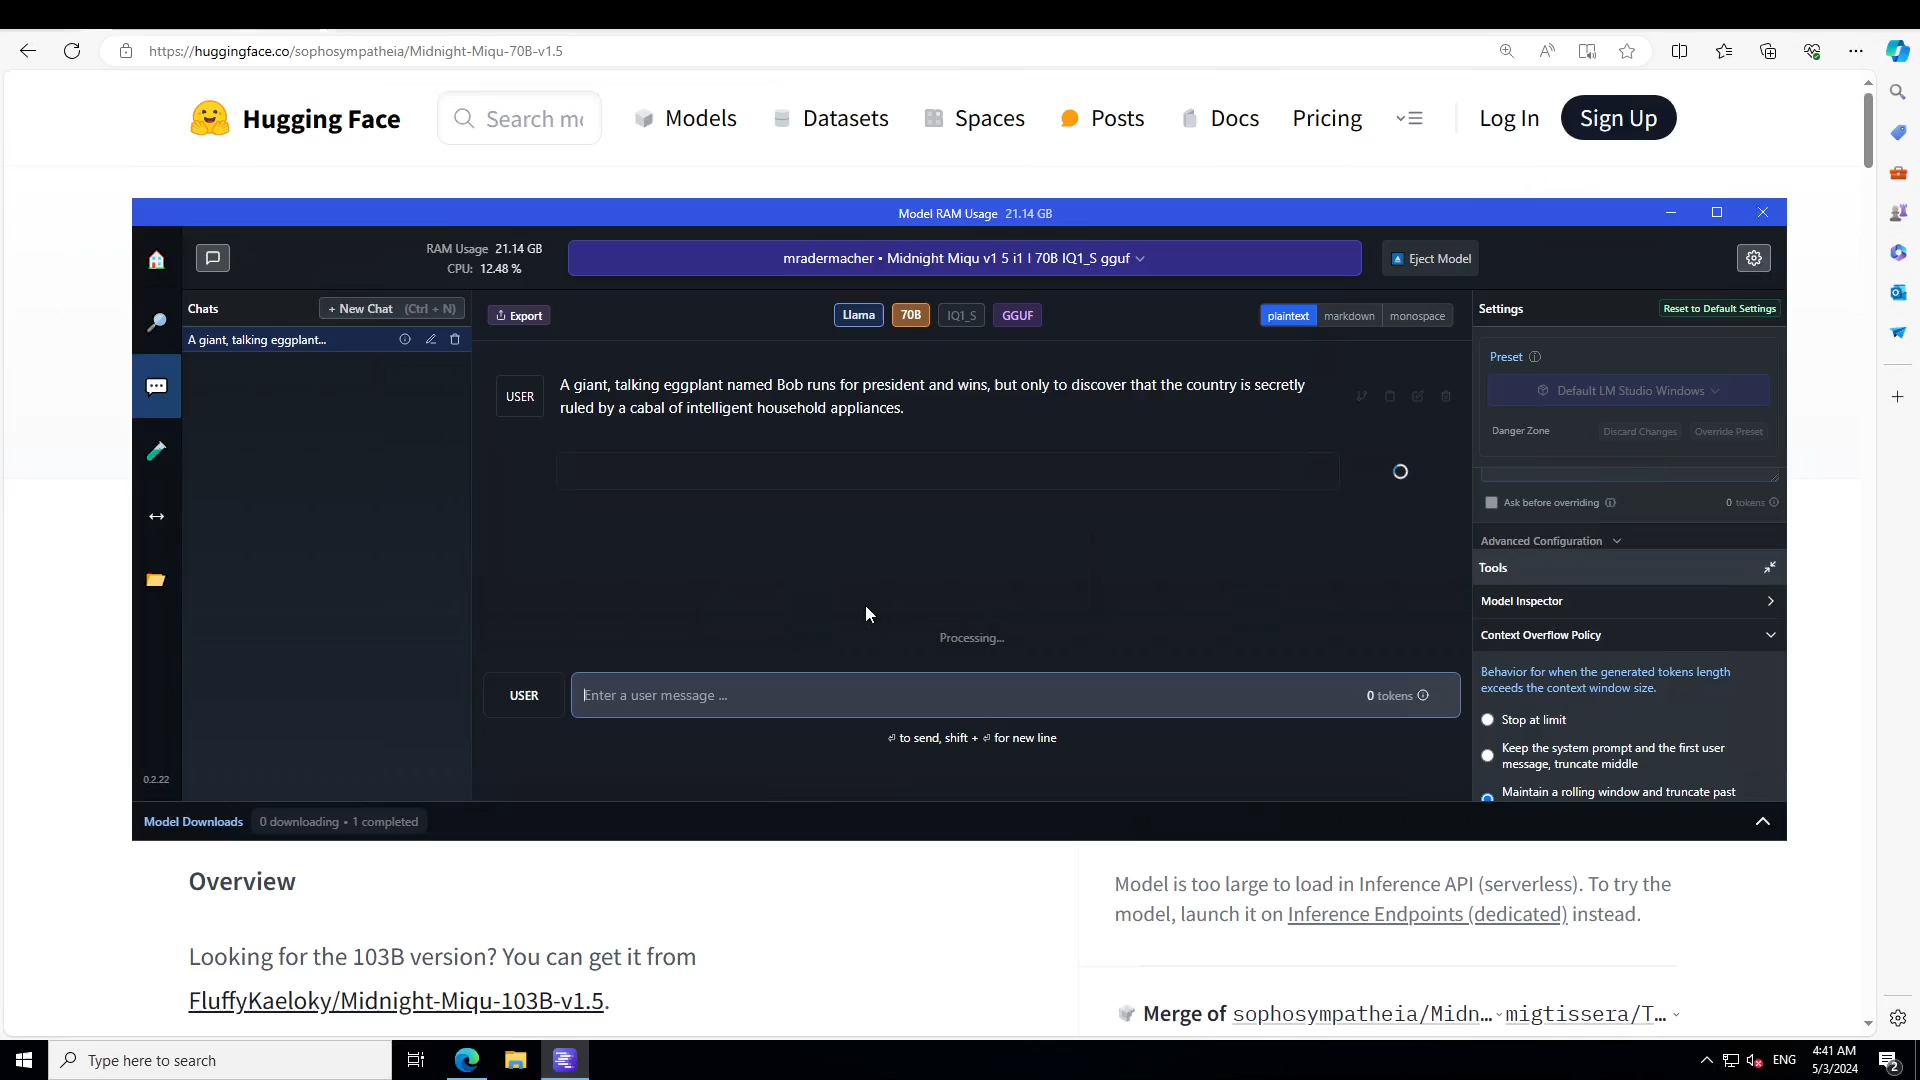 https://huggingface.co/sophosympatheia/Midnight-Miqu-70B-v1.5
Hugging Face
Search mo
Models
Datasets
Spaces
Posts
Docs
Pricing
Log In
Sign Up
Model RAM Usage 21.14 GB
RAM Usage 21.14 GB
CPU: 12.48 %
mradermacher • Midnight Miqu v1 5 i1 I 70B IQ1_S gguf
Eject Model
Chats
+ New Chat (Ctrl + N)
A giant, talking eggplant...
Export
Llama
70B
IQ1_S
GGUF
plaintext
markdown
monospace
USER
A giant, talking eggplant named Bob runs for president and wins, but only to discover that the country is secretly
ruled by a cabal of intelligent household appliances.
Processing...
USER
Enter a user message ...
0 tokens
to send, shift + ⏎ for new line
0.2.22
Settings
Reset to Default Settings
Preset
Default LM Studio Windows
Danger Zone
Discard Changes
Override Preset
Ask before overriding
0 tokens
Advanced Configuration
Tools
Model Inspector
Context Overflow Policy
Behavior for when the generated tokens length
exceeds the context window size.
Stop at limit
Keep the system prompt and the first user
message, truncate middle
Maintain a rolling window and truncate past
Model Downloads
0 downloading • 1 completed
Overview
Looking for the 103B version? You can get it from
FluffyKaeloky/Midnight-Miqu-103B-v1.5.
Model is too large to load in Inference API (serverless). To try the
model, launch it on Inference Endpoints (dedicated) instead.
Merge of sophosympatheia/Midn... migtissera/T...
Type here to search
ENG
4:41 AM
5/3/2024
2